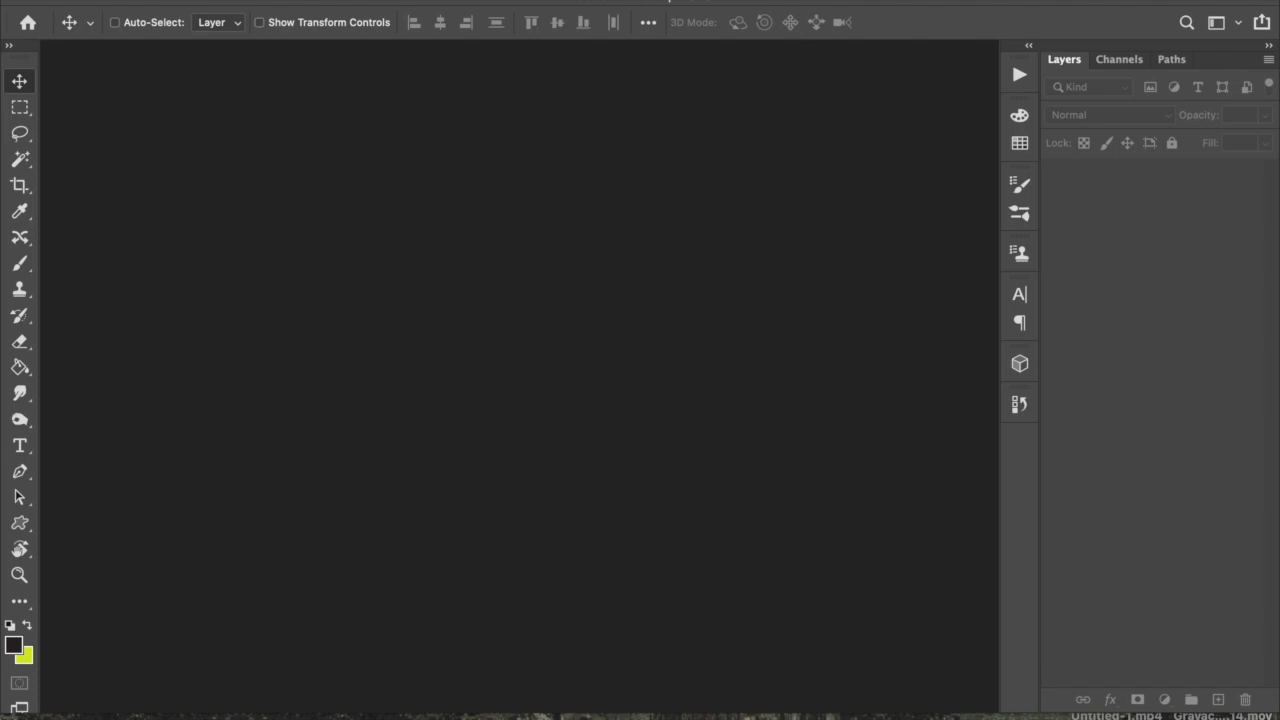 Auto-Select: Layer Show Transform Controls 3D Mode:
Layers Channels Paths
Kind
Normal Opacity:
Lock: Fill:
Untitled-1.mp4